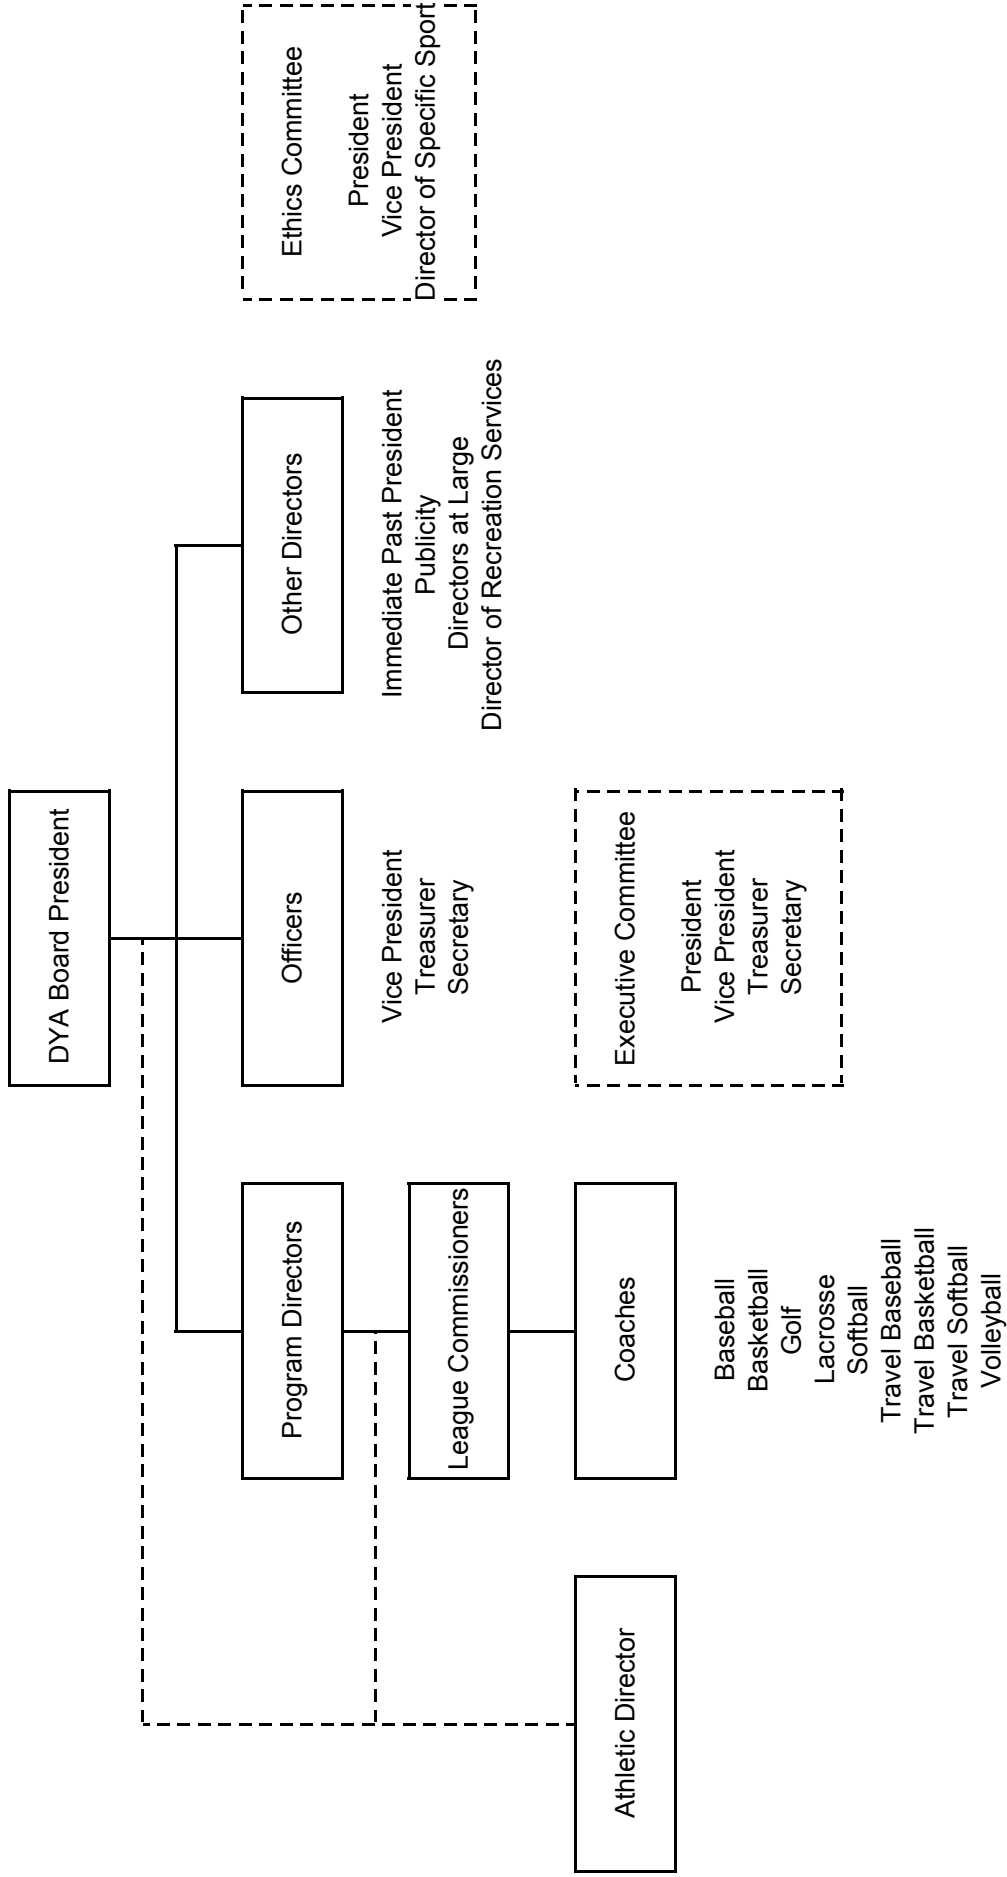 DYA Board President
Program Directors
Officers
Other Directors
Ethics Committee
President
Vice President
Director of Specific Sport
Vice President
Treasurer
Secretary
Immediate Past President
Publicity
Directors at Large
Director of Recreation Services
League Commissioners
Athletic Director
Coaches
Executive Committee
President
Vice President
Treasurer
Secretary
Baseball
Basketball
Golf
Lacrosse
Softball
Travel Baseball
Travel Basketball
Travel Softball
Volleyball